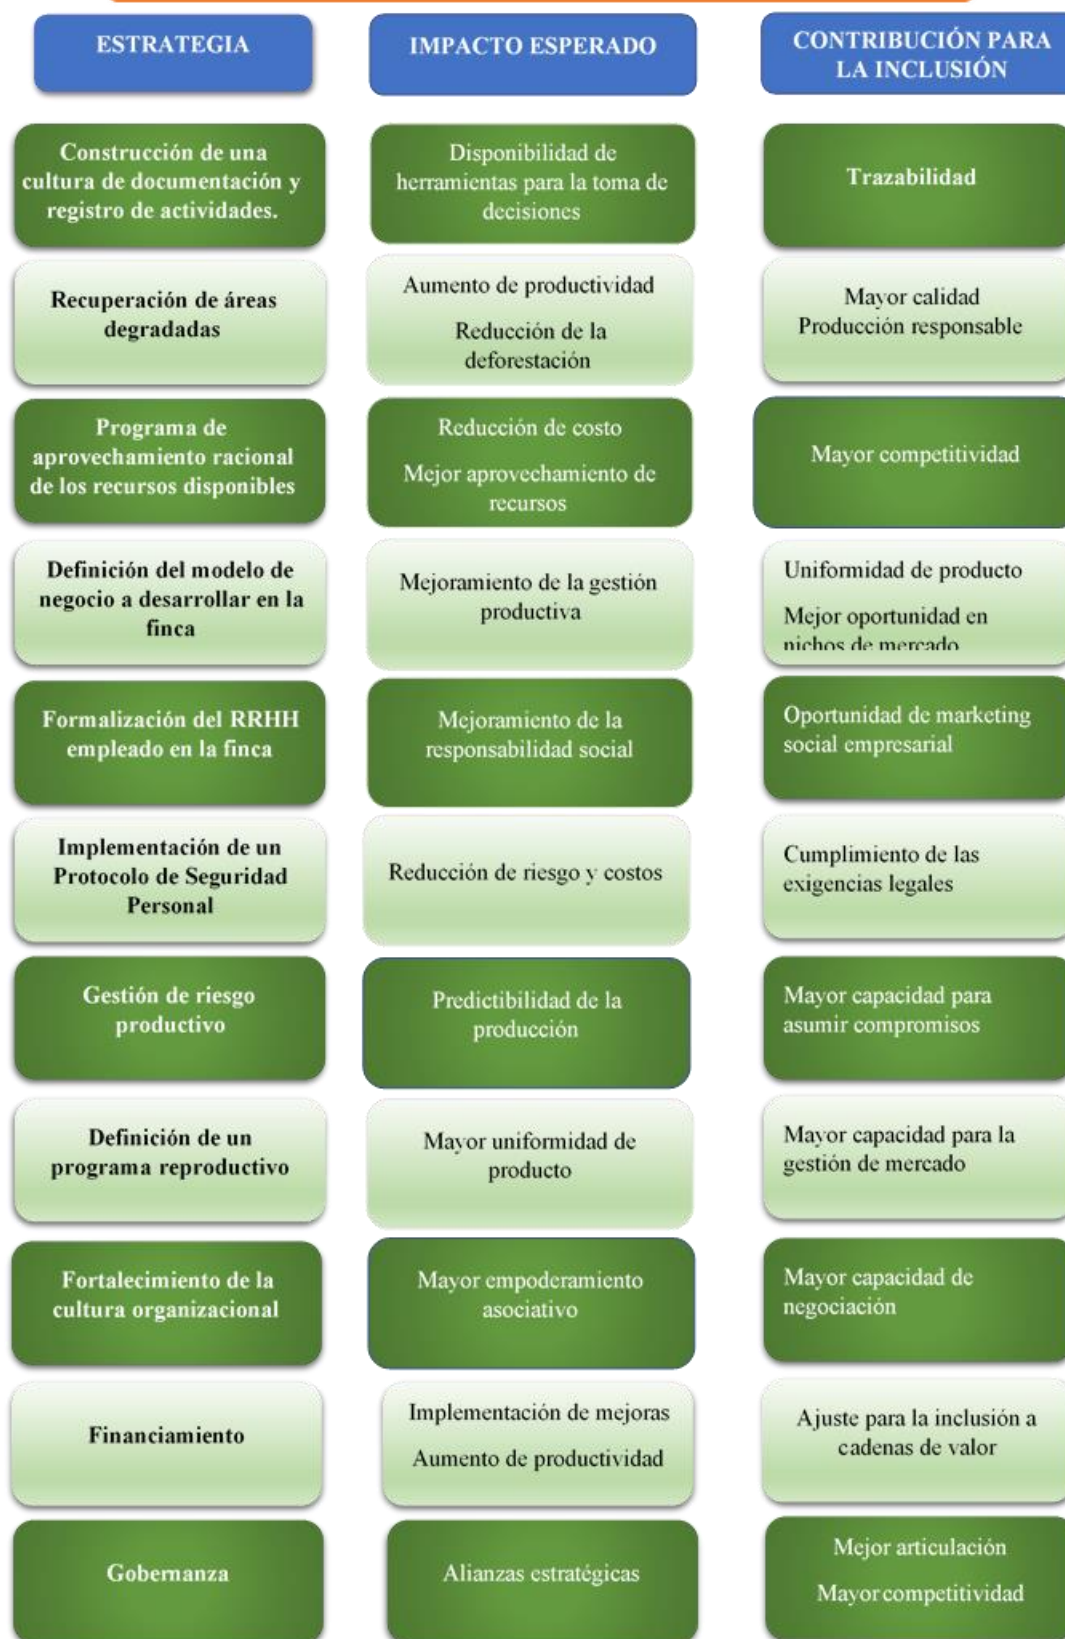 ESTRATEGIA
IMPACTO ESPERADO
CONTRIBUCIÓN PARA
LA INCLUSIÓN
Construcción de una
cultura de documentación y
registro de actividades.
Disponibilidad de
herramientas para la toma de
decisiones
Trazabilidad
Recuperación de áreas
degradadas
Aumento de productividad
Reducción de la
deforestación
Mayor calidad
Producción responsable
Programa de
aprovechamiento racional
de los recursos disponibles
Reducción de costo
Mejor aprovechamiento de
recursos
Mayor competitividad
Definición del modelo de
negocio a desarrollar en la
finca
Mejoramiento de la gestión
productiva
Uniformidad de producto
Mejor oportunidad en
nichos de mercado
Formalización del RRHH
empleado en la finca
Mejoramiento de la
responsabilidad social
Oportunidad de marketing
social empresarial
Implementación de un
Protocolo de Seguridad
Personal
Reducción de riesgo y costos
Cumplimiento de las
exigencias legales
Gestión de riesgo
productivo
Predictibilidad de la
producción
Mayor capacidad para
asumir compromisos
Definición de un
programa reproductivo
Mayor uniformidad de
producto
Mayor capacidad para la
gestión de mercado
Fortalecimiento de la
cultura organizacional
Mayor empoderamiento
asociativo
Mayor capacidad de
negociación
Financiamiento
Implementación de mejoras
Aumento de productividad
Ajuste para la inclusión a
cadenas de valor
Gobernanza
Alianzas estratégicas
Mejor articulación
Mayor competitividad